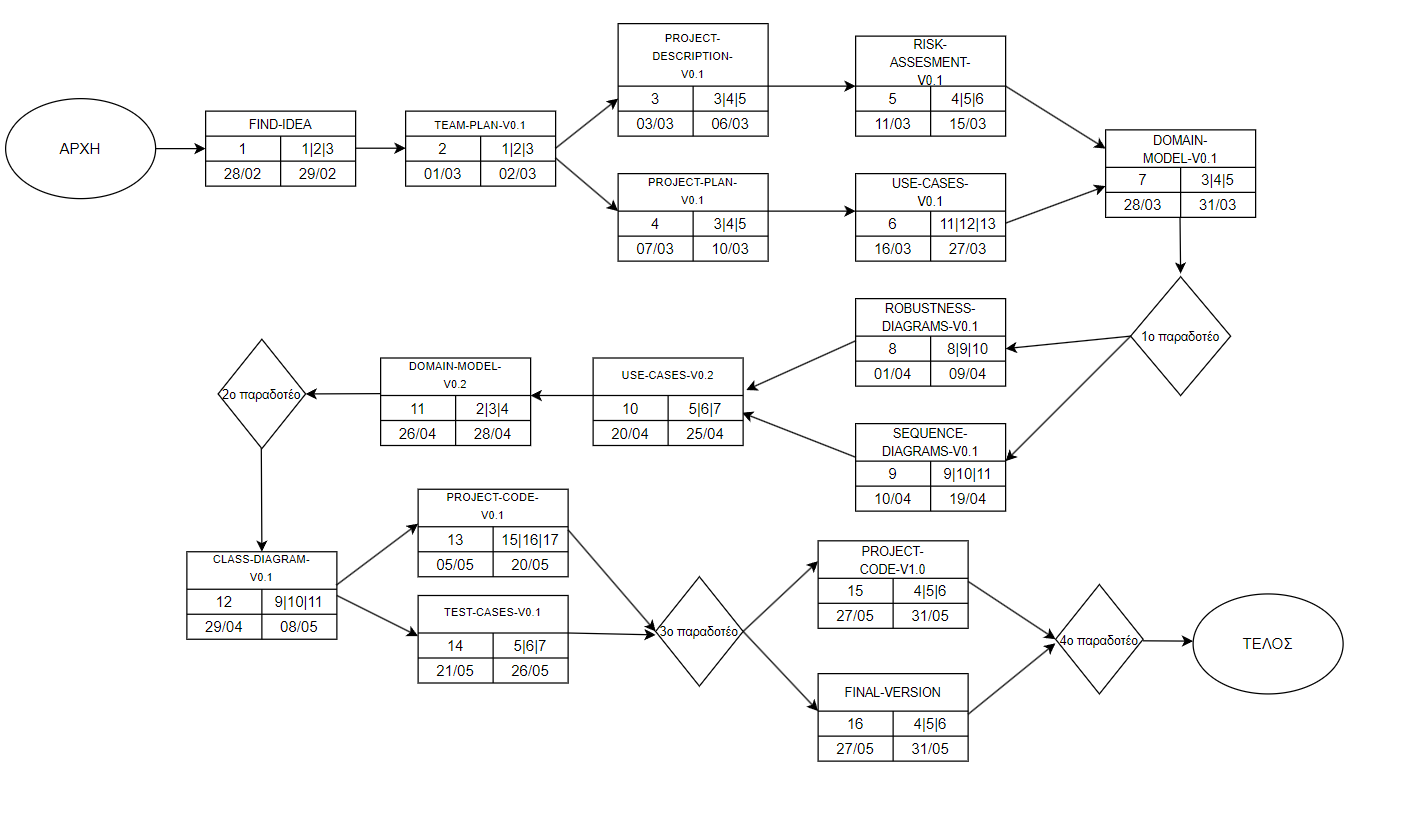 ΑΡΧΗ
FIND-IDEA
1 1|2|3
28/02 29/02
TEAM-PLAN-V0.1
2 1|2|3
01/03 02/03
PROJECT-
DESCRIPTION-
V0.1
3 3|4|5
03/03 06/03
PROJECT-PLAN-
V0.1
4 3|4|5
07/03 10/03
RISK-
ASSESMENT-
V0.1
5 4|5|6
11/03 15/03
USE-CASES-
V0.1
6 11|12|13
16/03 27/03
DOMAIN-
MODEL-V0.1
7 3|4|5
28/03 31/03
1ο παραδοτέο
ROBUSTNESS-
DIAGRAMS-V0.1
8 8|9|10
01/04 09/04
SEQUENCE-
DIAGRAMS-V0.1
9 9|10|11
10/04 19/04
USE-CASES-V0.2
10 5|6|7
20/04 25/04
DOMAIN-MODEL-
V0.2
11 2|3|4
26/04 28/04
2ο παραδοτέο
CLASS-DIAGRAM-
V0.1
12 9|10|11
29/04 08/05
PROJECT-CODE-
V0.1
13 15|16|17
05/05 20/05
TEST-CASES-V0.1
14 5|6|7
21/05 26/05
3ο παραδοτέο
PROJECT-
CODE-V1.0
15 4|5|6
27/05 31/05
FINAL-VERSION
16 4|5|6
27/05 31/05
4ο παραδοτέο
ΤΕΛΟΣ